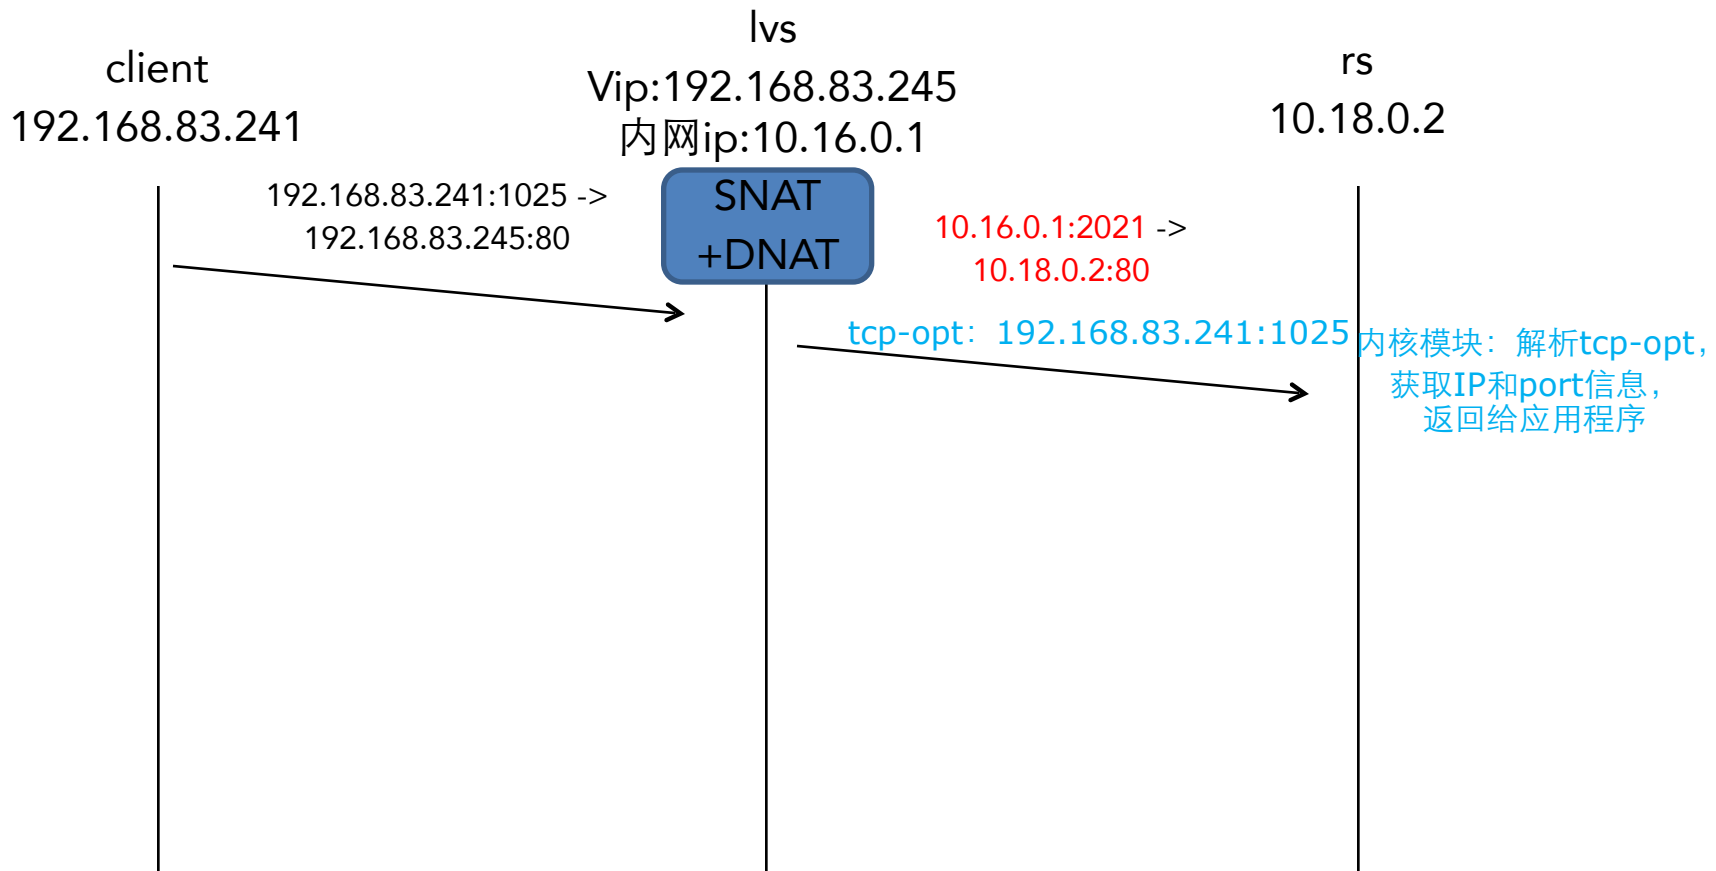 client
192.168.83.241
lvs
Vip:192.168.83.245
内网ip:10.16.0.1
rs
10.18.0.2
192.168.83.241:1025 ->
192.168.83.245:80
SNAT
+DNAT
10.16.0.1:2021 ->
10.18.0.2:80
tcp-opt：192.168.83.241:1025
内核模块：解析tcp-opt，
获取IP和port信息，
返回给应用程序